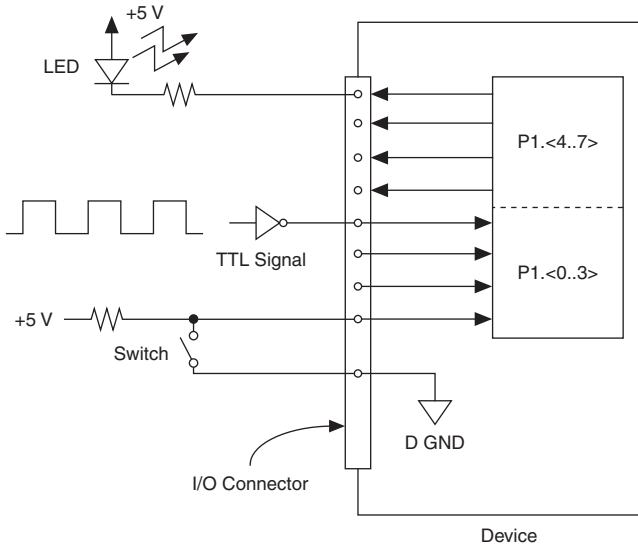 +5 V
LED
P1.<4..7>
TTL Signal
P1.<0..3>
+5 V
Switch
D GND
I/O Connector
Device